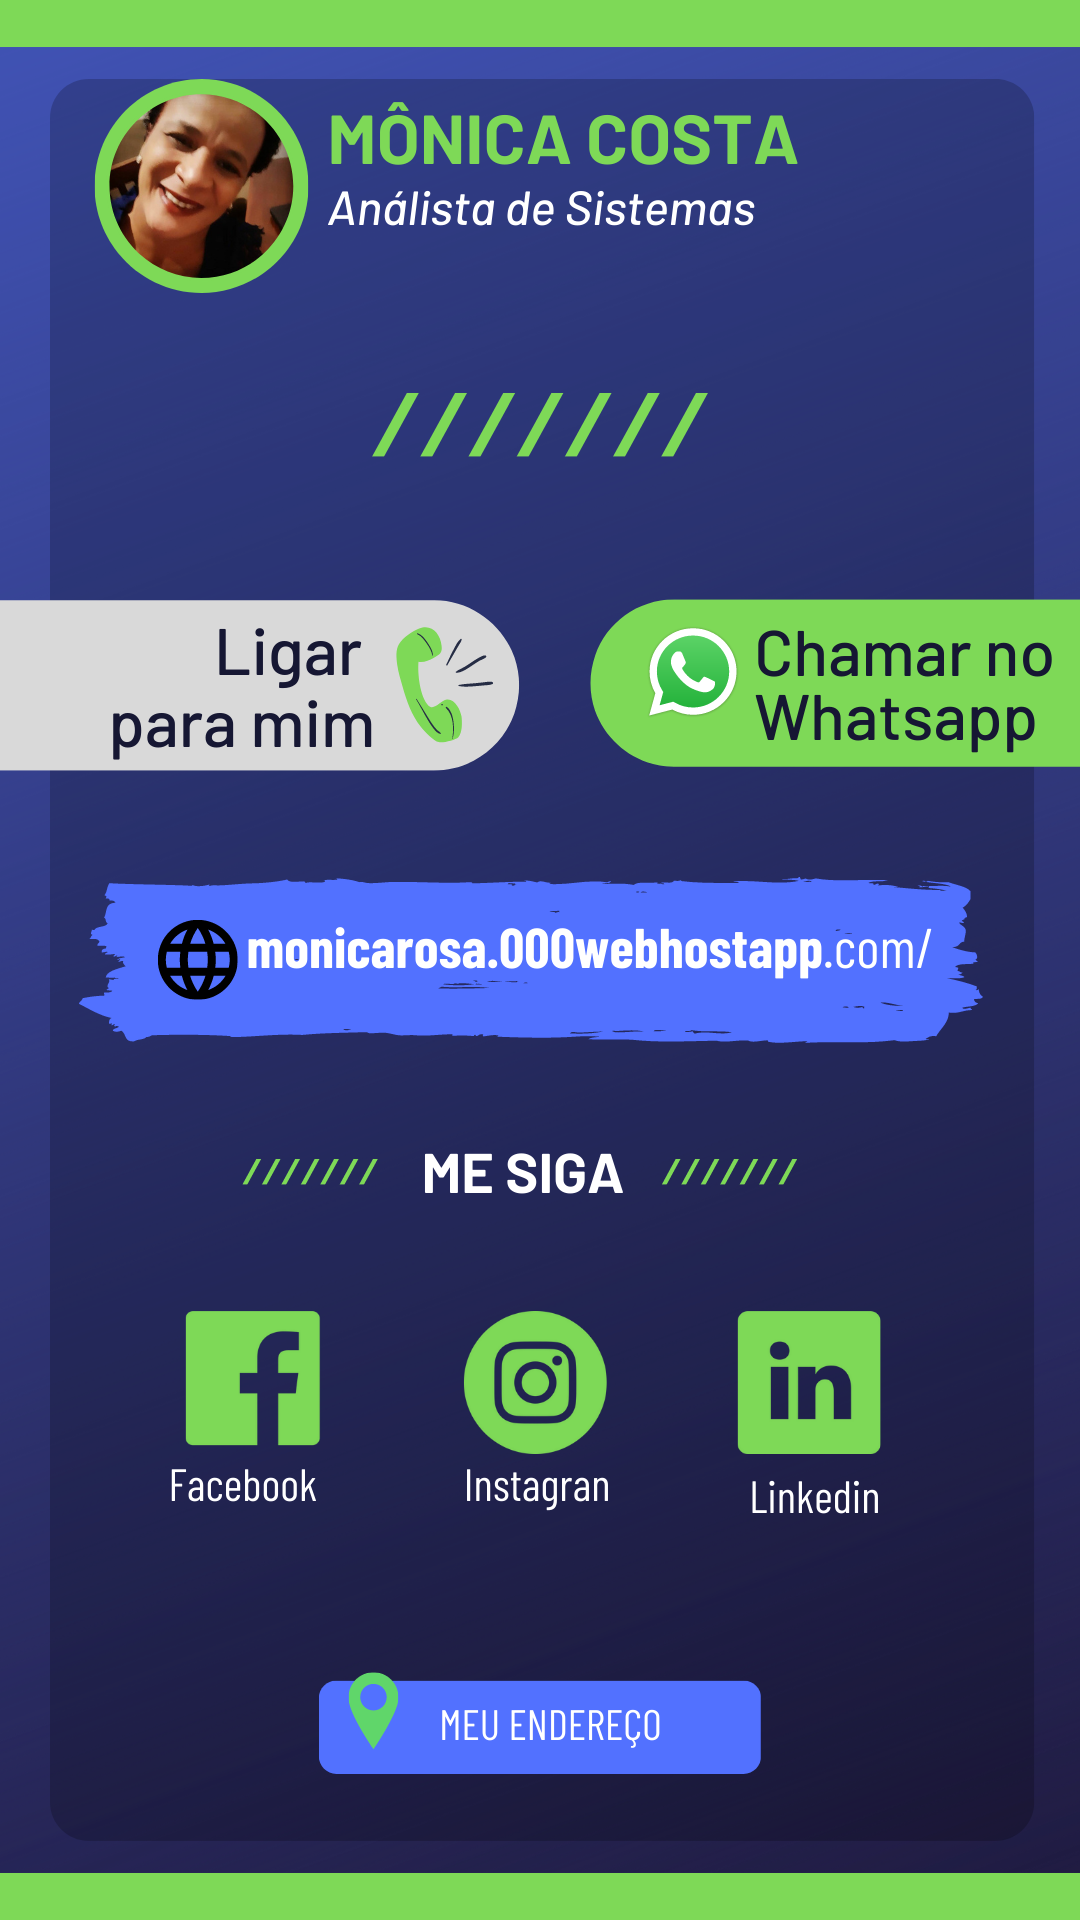 MÔNICA COSTA
Análista de Sistemas
Ligar
para mim
Chamar no
Whatsapp
monicarosa.000webhostapp.com/
ME SIGA
Facebook
Instagran
Linkedin
MEU ENDEREÇO